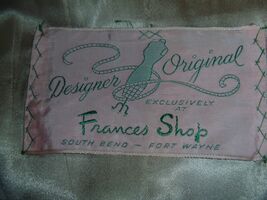 Designer Original
EXCLUSIVELY
AT
Frances Shop
SOUTH BEND — FORT WAYNE